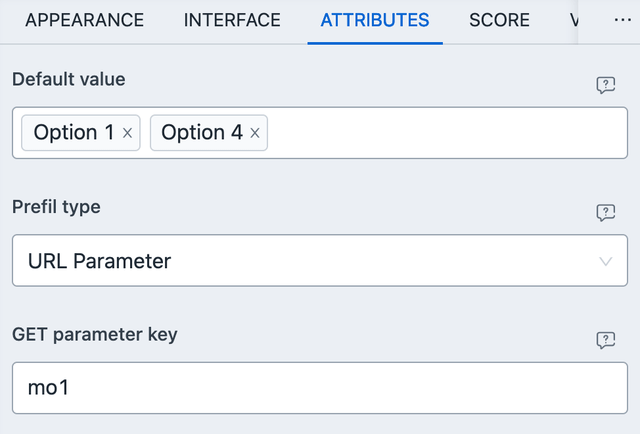 APPEARANCE INTERFACE ATTRIBUTES SCORE
Default value
Option 1 × Option 4 ×
Prefil type
URL Parameter
GET parameter key
mo1